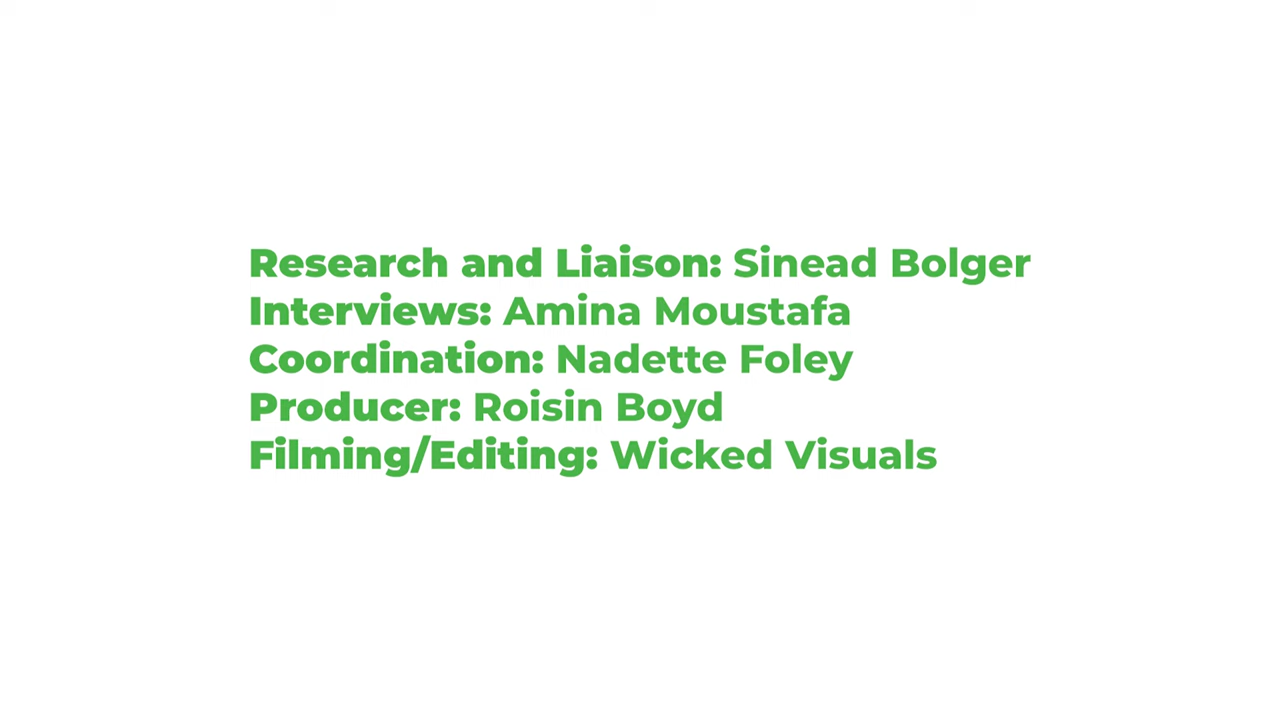 Research and Liaison: Sinead Bolger
Interviews: Amina Moustafa
Coordination: Nadette Foley
Producer: Roisin Boyd
Filming/Editing: Wicked Visuals